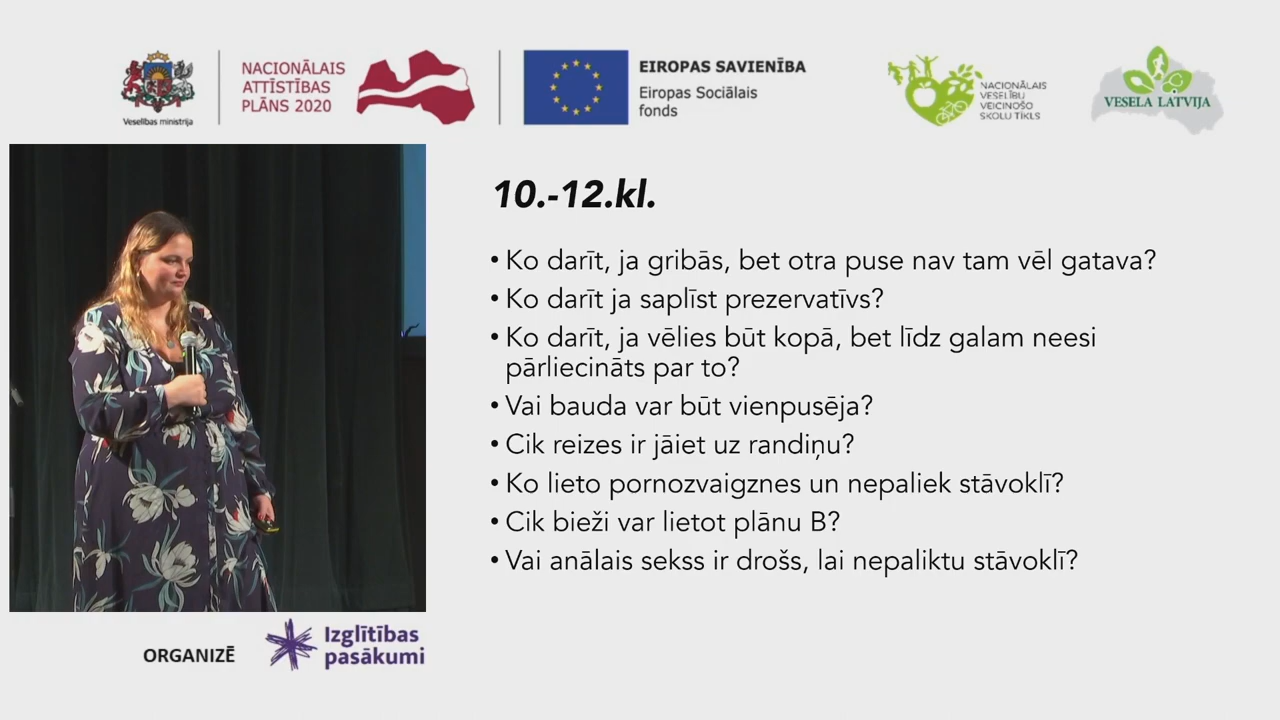 Veselības ministrija
NACIONĀLAIS
ATTĪSTĪBAS
PLĀNS 2020
EIROPAS SAVIENĪBA
Eiropas Sociālais
fonds
NACIONĀLAIS
VESELĪBU
VEICINOŠO
SKOLU TĪKLS
VESELA LATVIJA
10.-12.kl.
• Ko darīt, ja gribās, bet otra puse nav tam vēl gatava?
• Ko darīt ja saplīst prezervatīvs?
• Ko darīt, ja vēlies būt kopā, bet līdz galam neesi
pārliecināts par to?
• Vai bauda var būt vienpusēja?
• Cik reizes ir jāiet uz randiņu?
• Ko lieto pornozvaigznes un nepaliek stāvoklī?
• Cik bieži var lietot plānu B?
• Vai anālais sekss ir drošs, lai nepaliktu stāvoklī?
ORGANIZĒ
Izglītības
pasākumi